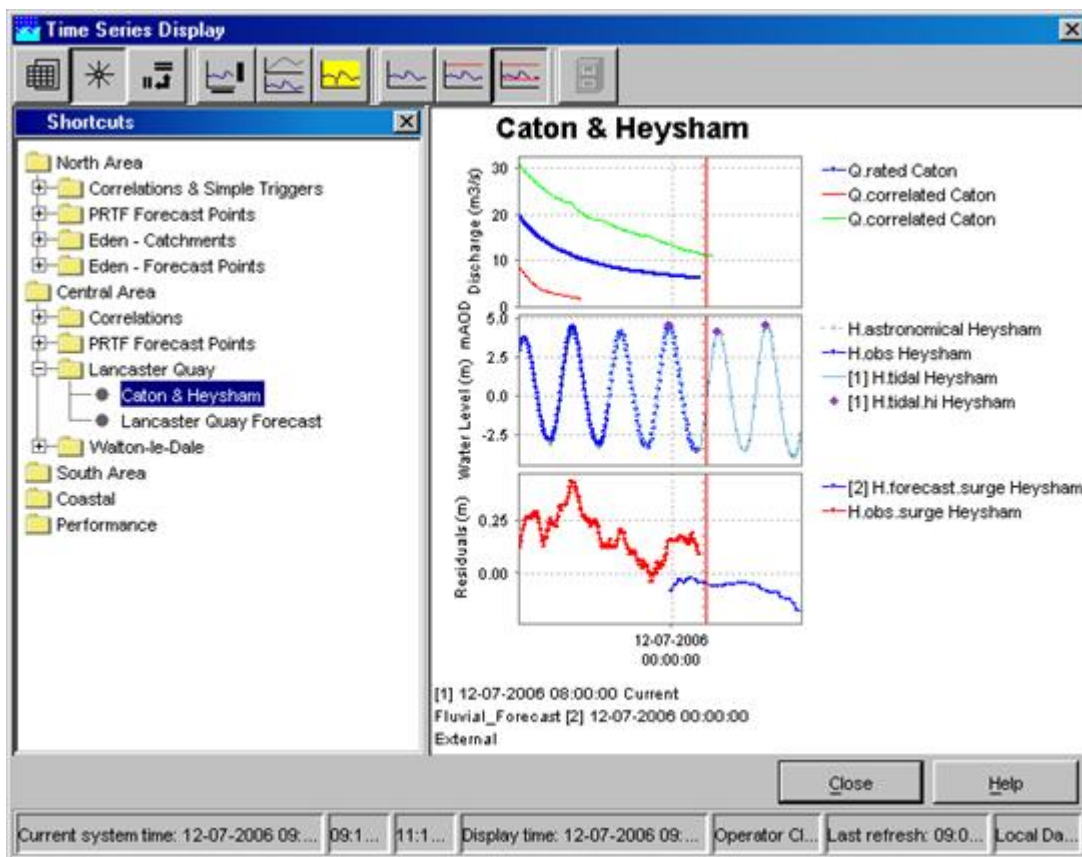 Time Series Display
Shortcuts
North Area
Correlations & Simple Triggers
PRTF Forecast Points
Eden - Catchments
Eden - Forecast Points
Central Area
Correlations
PRTF Forecast Points
Lancaster Quay
Caton & Heysham
Lancaster Quay Forecast
Walton-le-Dale
South Area
Coastal
Performance
Caton & Heysham
Discharge (m3/s)
30
20
10
0
Q.rated Caton
Q.correlated Caton
Q.correlated Caton
Water Level (m) mAOD
5.0
2.5
0.0
-2.5
H.astronomical Heysham
H.obs Heysham
[1] H.tidal Heysham
[1] H.tidal.hi Heysham
Residuals (m)
0.25
0.00
[2] H.forecast.surge Heysham
H.obs.surge Heysham
12-07-2006
00:00:00
[1] 12-07-2006 08:00:00 Current
Fluvial_Forecast [2] 12-07-2006 00:00:00
External
Close
Help
Current system time: 12-07-2006 09:...
09:1...
11:1...
Display time: 12-07-2006 09:...
Operator Cl...
Last refresh: 09:0...
Local Da...